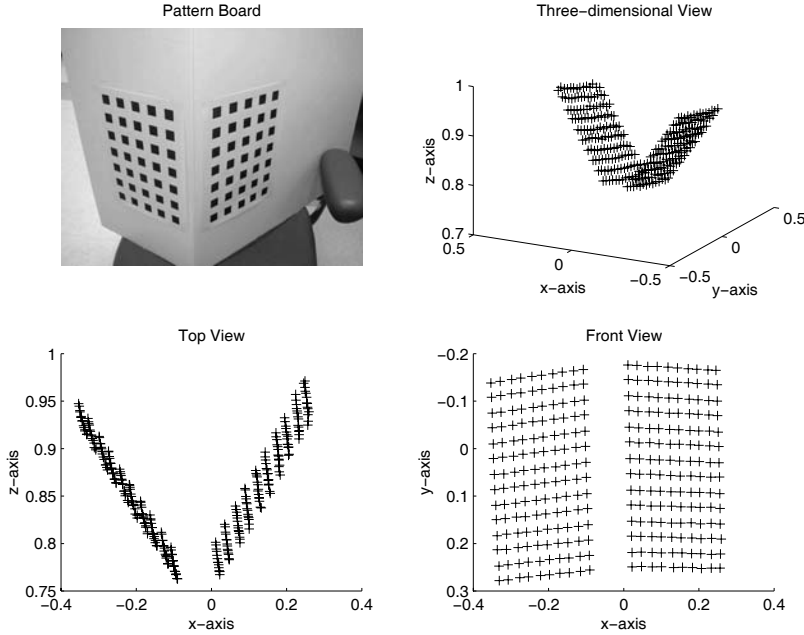 Pattern Board
Three−dimensional View
1
0.9
0.8
0.7
z−axis
0.5
0
−0.5
x−axis
−0.5
0
0.5
y−axis
Top View
1
0.95
0.9
0.85
0.8
0.75
z−axis
−0.4
−0.2
0
0.2
0.4
x−axis
Front View
−0.2
−0.1
0
0.1
0.2
0.3
y−axis
−0.4
−0.2
0
0.2
0.4
x−axis